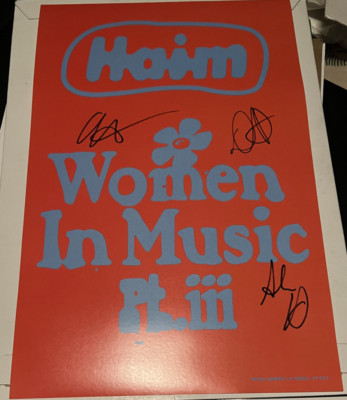 Haim
Women
In Music
Pt.iii